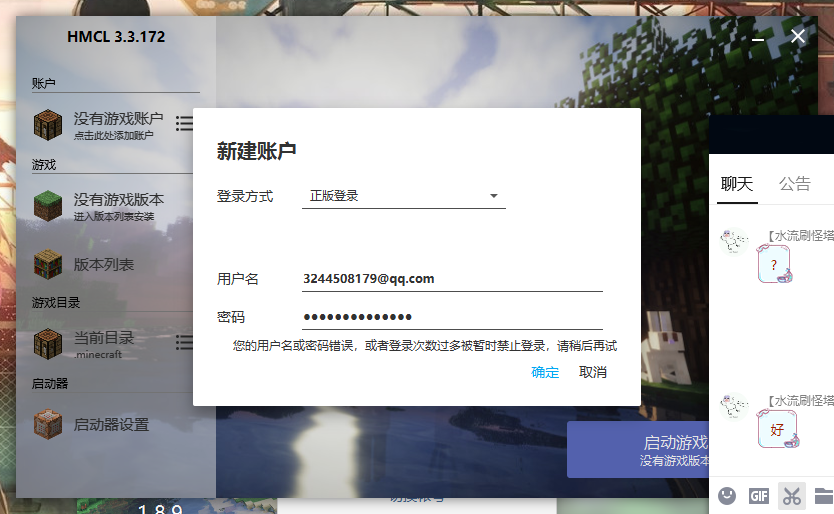 HMCL 3.3.172
账户
没有游戏账户
点击此处添加账户
游戏
没有游戏版本
进入版本列表安装
版本列表
游戏目录
当前目录
.minecraft
启动器
启动器设置
新建账户
登录方式 正版登录
用户名 3244508179@qq.com
密码 ●●●●●●●●●●●●●●
您的用户名或密码错误，或者登录次数过多被暂时禁止登录，请稍后再试
确定 取消
启动游戏
没有游戏版本
聊天 公告
【水流刷怪塔
?
【水流刷怪塔
好
GIF
1.8.9